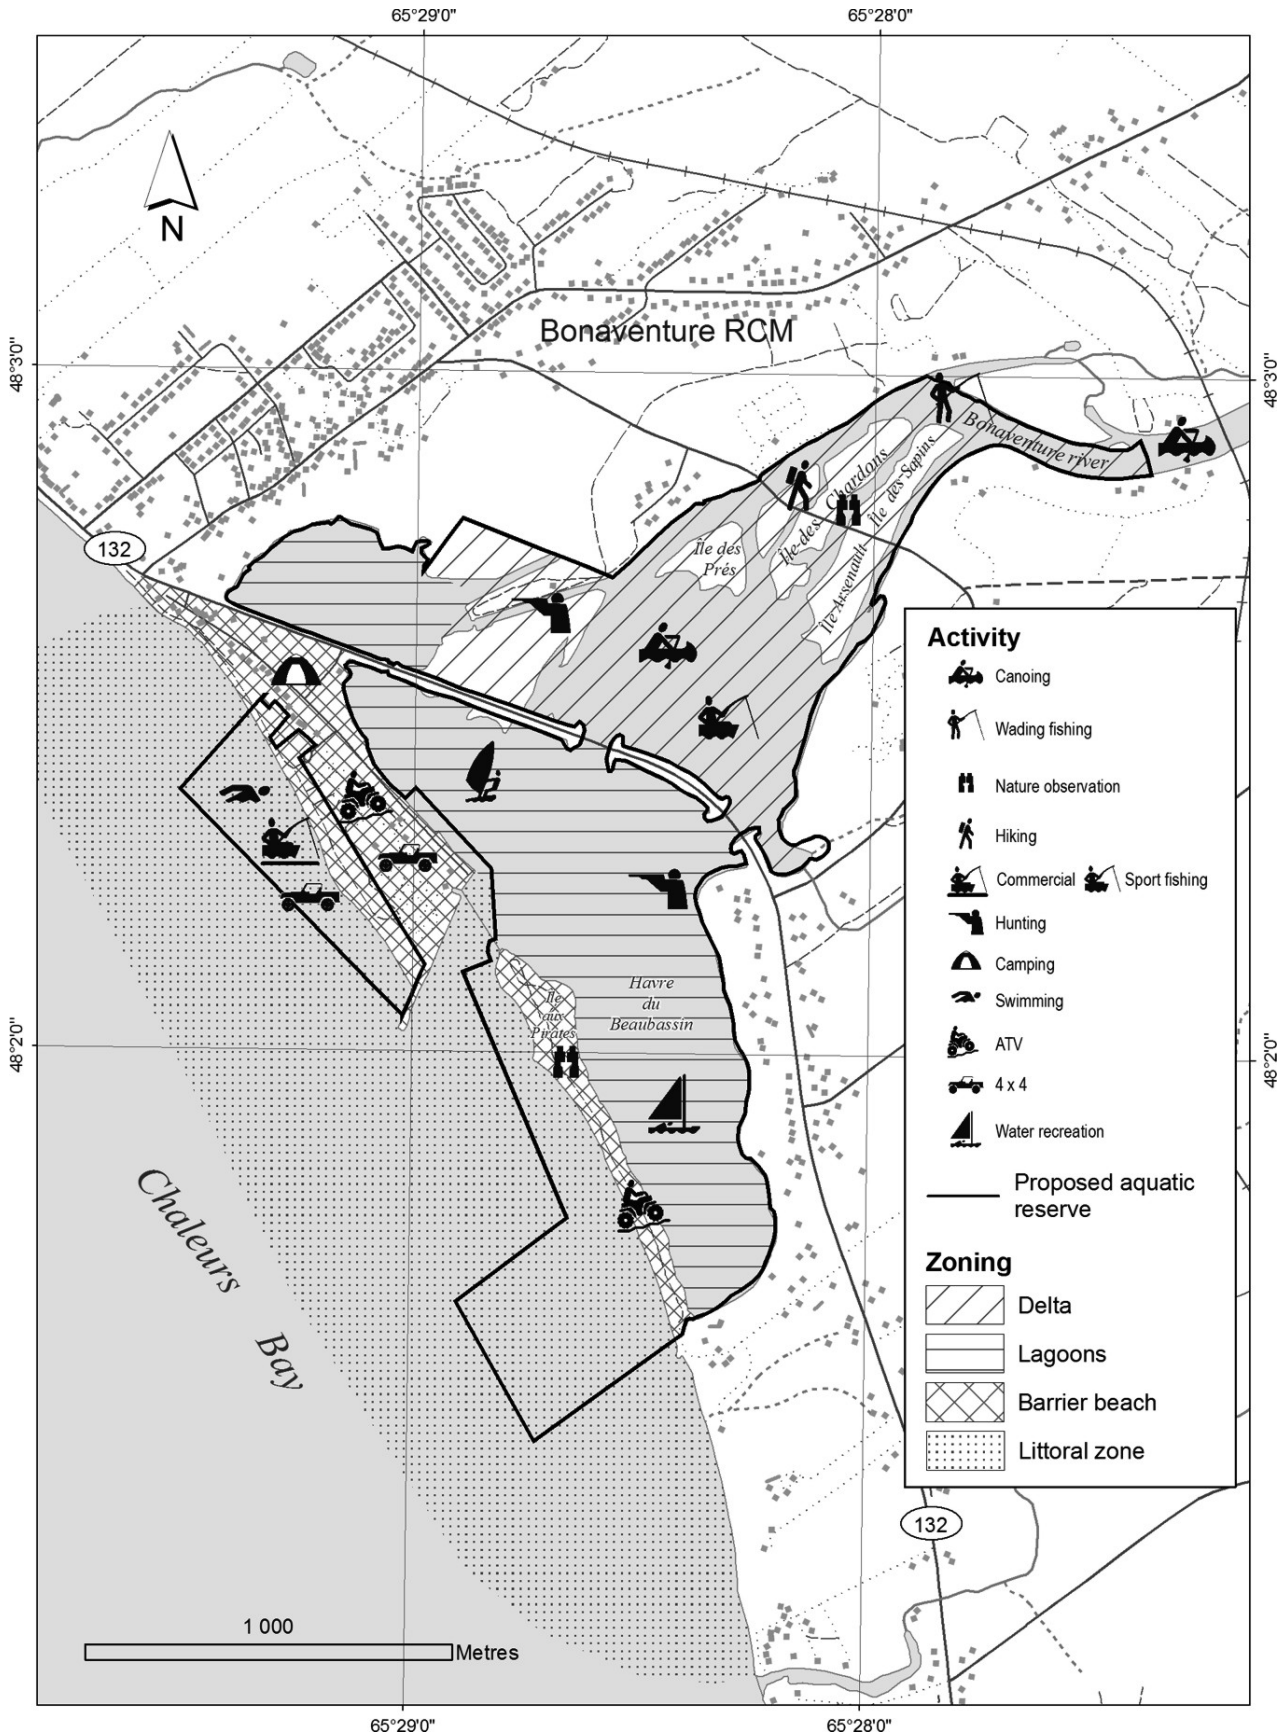 65°29'0"
65°28'0"
N
Bonaventure RCM
48°3'0"
48°3'0"
Bonaventure river
Île des Chardons
Île des Sapins
132
Île des
Prés
Île Arsenault
Activity
Canoing
Wading fishing
Nature observation
Hiking
Commercial
Sport fishing
Hunting
Camping
Swimming
ATV
4 x 4
Water recreation
Proposed aquatic
reserve
Zoning
Delta
Lagoons
Barrier beach
Littoral zone
Havre
du
Beaubassin
Ile
aux
Pirates
48°2'0"
48°2'0"
Chaleurs
Bay
132
1 000
Metres
65°29'0"
65°28'0"